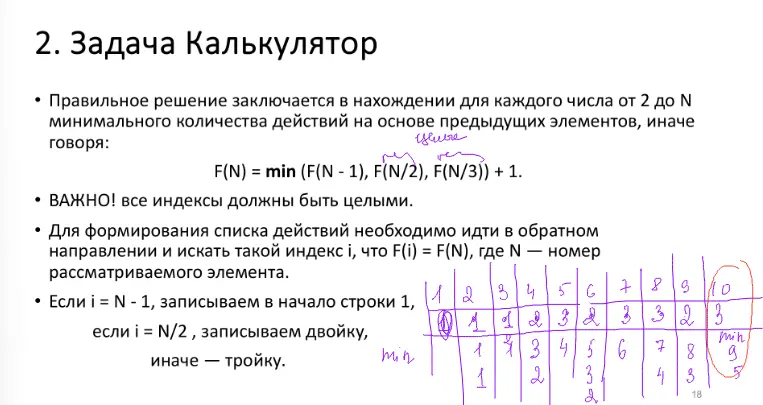 2. Задача Калькулятор
• Правильное решение заключается в нахождении для каждого числа от 2 до N
минимального количества действий на основе предыдущих элементов, иначе
говоря:
целые
F(N) = min (F(N - 1), F(N/2), F(N/3)) + 1.
• ВАЖНО! все индексы должны быть целыми.
• Для формирования списка действий необходимо идти в обратном
направлении и искать такой индекс i, что F(i) = F(N), где N — номер
рассматриваемого элемента.
• Если i = N - 1, записываем в начало строки 1,
если i = N/2 , записываем двойку,
иначе — тройку.
1 2 3 4 5 6 7 8 9 10
0 1 1 2 3 2 3 3 2 3
min
min 1 1 3 4 5 6 7 8 9
1 2 3 4 3 5
2
18